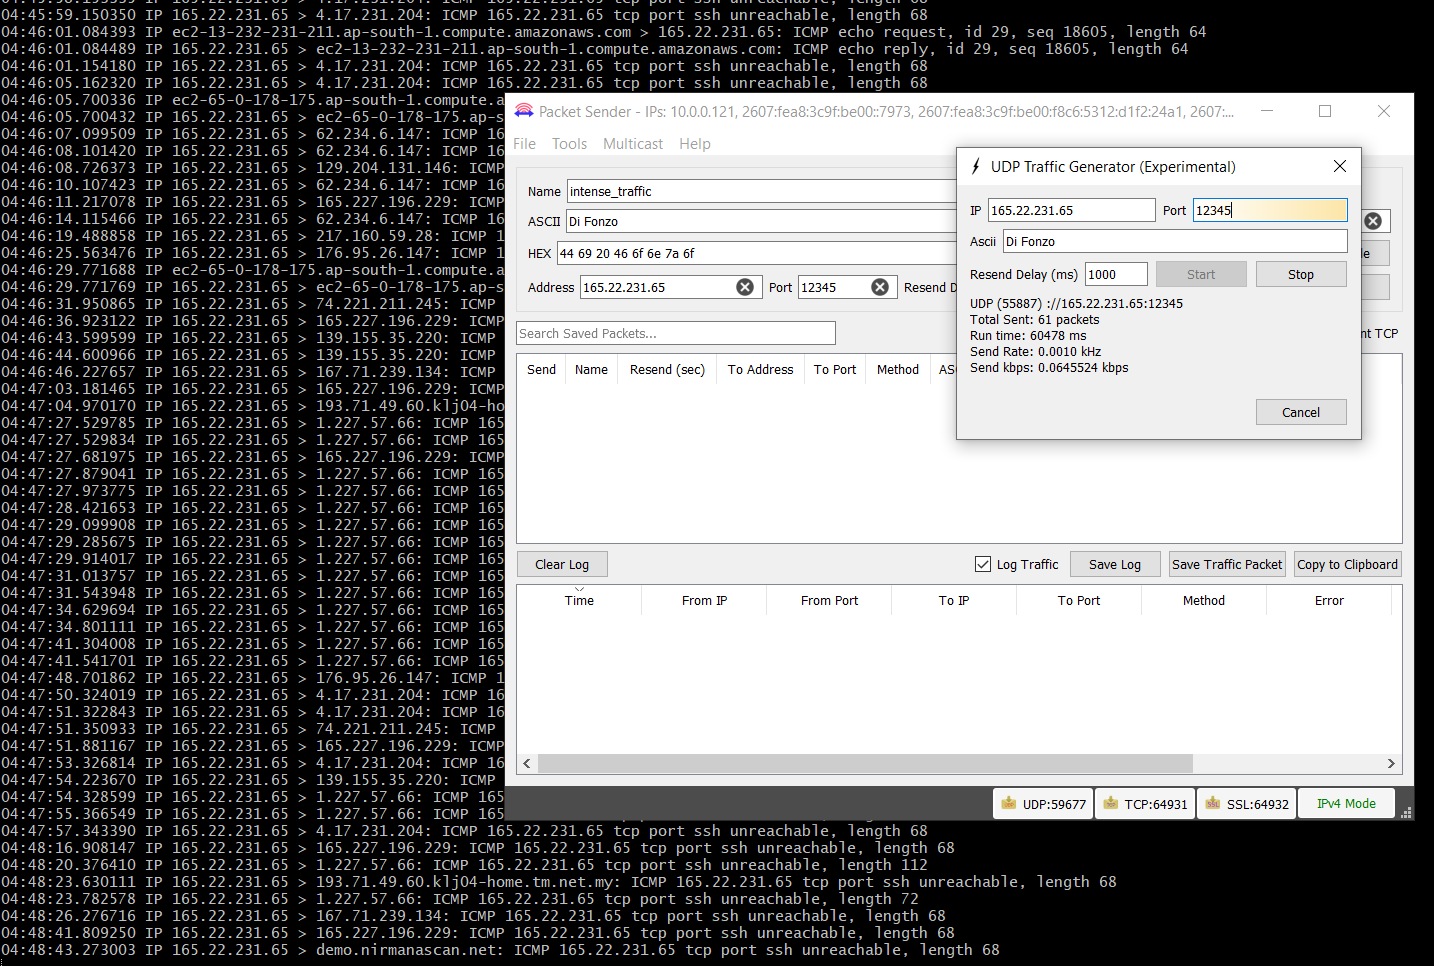 04:45:58.150353 IP 165.22.231.65 > 4.17.231.204: ICMP 165.22.231.65 tcp port ssh unreachable, length 68
04:45:59.150350 IP 165.22.231.65 > 4.17.231.204: ICMP 165.22.231.65 tcp port ssh unreachable, length 68
04:46:01.084393 IP ec2-13-232-231-211.ap-south-1.compute.amazonaws.com > 165.22.231.65: ICMP echo request, id 29, seq 18605, length 64
04:46:01.084489 IP 165.22.231.65 > ec2-13-232-231-211.ap-south-1.compute.amazonaws.com: ICMP echo reply, id 29, seq 18605, length 64
04:46:01.154180 IP 165.22.231.65 > 4.17.231.204: ICMP 165.22.231.65 tcp port ssh unreachable, length 68
04:46:05.162320 IP 165.22.231.65 > 4.17.231.204: ICMP 165.22.231.65 tcp port ssh unreachable, length 68
04:46:05.700336 IP ec2-65-0-178-175.ap-south-1.compute.a
04:46:05.700432 IP 165.22.231.65 > ec2-65-0-178-175.ap-s
04:46:07.099509 IP 165.22.231.65 > 62.234.6.147: ICMP 16
04:46:08.101420 IP 165.22.231.65 > 62.234.6.147: ICMP 16
04:46:08.726373 IP 165.22.231.65 > 129.204.131.146: ICMP
04:46:10.107423 IP 165.22.231.65 > 62.234.6.147: ICMP 16
04:46:11.217078 IP 165.22.231.65 > 165.227.196.229: ICMP
04:46:14.115466 IP 165.22.231.65 > 62.234.6.147: ICMP 16
04:46:19.488858 IP 165.22.231.65 > 217.160.59.28: ICMP 1
04:46:25.563476 IP 165.22.231.65 > 176.95.26.147: ICMP 1
04:46:29.771688 IP ec2-65-0-178-175.ap-south-1.compute.a
04:46:29.771769 IP 165.22.231.65 > ec2-65-0-178-175.ap-s
04:46:31.950865 IP 165.22.231.65 > 74.221.211.245: ICMP
04:46:36.923122 IP 165.22.231.65 > 165.227.196.229: ICMP
04:46:43.599599 IP 165.22.231.65 > 139.155.35.220: ICMP
04:46:44.600966 IP 165.22.231.65 > 139.155.35.220: ICMP
04:46:46.227657 IP 165.22.231.65 > 167.71.239.134: ICMP
04:47:03.181465 IP 165.22.231.65 > 165.227.196.229: ICMP
04:47:04.970170 IP 165.22.231.65 > 193.71.49.60.klj04-ho
04:47:27.529785 IP 165.22.231.65 > 1.227.57.66: ICMP 165
04:47:27.529834 IP 165.22.231.65 > 1.227.57.66: ICMP 165
04:47:27.681975 IP 165.22.231.65 > 165.227.196.229: ICMP
04:47:27.879041 IP 165.22.231.65 > 1.227.57.66: ICMP 165
04:47:27.973775 IP 165.22.231.65 > 1.227.57.66: ICMP 165
04:47:28.421653 IP 165.22.231.65 > 1.227.57.66: ICMP 165
04:47:29.099908 IP 165.22.231.65 > 1.227.57.66: ICMP 165
04:47:29.285675 IP 165.22.231.65 > 1.227.57.66: ICMP 165
04:47:29.914017 IP 165.22.231.65 > 1.227.57.66: ICMP 165
04:47:31.013757 IP 165.22.231.65 > 1.227.57.66: ICMP 165
04:47:31.543948 IP 165.22.231.65 > 1.227.57.66: ICMP 165
04:47:34.629694 IP 165.22.231.65 > 1.227.57.66: ICMP 165
04:47:34.801111 IP 165.22.231.65 > 1.227.57.66: ICMP 165
04:47:41.304008 IP 165.22.231.65 > 1.227.57.66: ICMP 165
04:47:41.541701 IP 165.22.231.65 > 1.227.57.66: ICMP 165
04:47:48.701862 IP 165.22.231.65 > 176.95.26.147: ICMP 1
04:47:50.324019 IP 165.22.231.65 > 4.17.231.204: ICMP 16
04:47:51.322843 IP 165.22.231.65 > 4.17.231.204: ICMP 16
04:47:51.350933 IP 165.22.231.65 > 74.221.211.245: ICMP
04:47:51.881167 IP 165.22.231.65 > 165.227.196.229: ICMP
04:47:53.326814 IP 165.22.231.65 > 4.17.231.204: ICMP 16
04:47:54.223670 IP 165.22.231.65 > 139.155.35.220: ICMP
04:47:54.328599 IP 165.22.231.65 > 1.227.57.66: ICMP 165
04:47:55.366549 IP 165.22.231.65 > 1.227.57.66: ICMP 165
04:47:57.343390 IP 165.22.231.65 > 4.17.231.204: ICMP 165.22.231.65 tcp port ssh unreachable, length 68
04:48:16.908147 IP 165.22.231.65 > 165.227.196.229: ICMP 165.22.231.65 tcp port ssh unreachable, length 68
04:48:20.376410 IP 165.22.231.65 > 1.227.57.66: ICMP 165.22.231.65 tcp port ssh unreachable, length 112
04:48:23.630111 IP 165.22.231.65 > 193.71.49.60.klj04-home.tm.net.my: ICMP 165.22.231.65 tcp port ssh unreachable, length 68
04:48:23.782578 IP 165.22.231.65 > 1.227.57.66: ICMP 165.22.231.65 tcp port ssh unreachable, length 72
04:48:26.276716 IP 165.22.231.65 > 167.71.239.134: ICMP 165.22.231.65 tcp port ssh unreachable, length 68
04:48:41.809250 IP 165.22.231.65 > 165.227.196.229: ICMP 165.22.231.65 tcp port ssh unreachable, length 68
04:48:43.273003 IP 165.22.231.65 > demo.nirmanascan.net: ICMP 165.22.231.65 tcp port ssh unreachable, length 68
Packet Sender - IPs: 10.0.0.121, 2607:fea8:3c9f:be00::7973, 2607:fea8:3c9f:be00:f8c6:5312:d1f2:24a1, 2607:...
File Tools Multicast Help
Name intense_traffic
ASCII Di Fonzo
HEX 44 69 20 46 6f 6e 7a 6f
le
Address 165.22.231.65 Port 12345 Resend D
Search Saved Packets...
nt TCP
Send Name Resend (sec) To Address To Port Method ASC
UDP Traffic Generator (Experimental)
IP 165.22.231.65 Port 12345
Ascii Di Fonzo
Resend Delay (ms) 1000 Start Stop
UDP (55887) ://165.22.231.65:12345
Total Sent: 61 packets
Run time: 60478 ms
Send Rate: 0.0010 kHz
Send kbps: 0.0645524 kbps
Cancel
Clear Log Log Traffic Save Log Save Traffic Packet Copy to Clipboard
Time From IP From Port To IP To Port Method Error
UDP:59677 TCP:64931 SSL:64932 IPv4 Mode